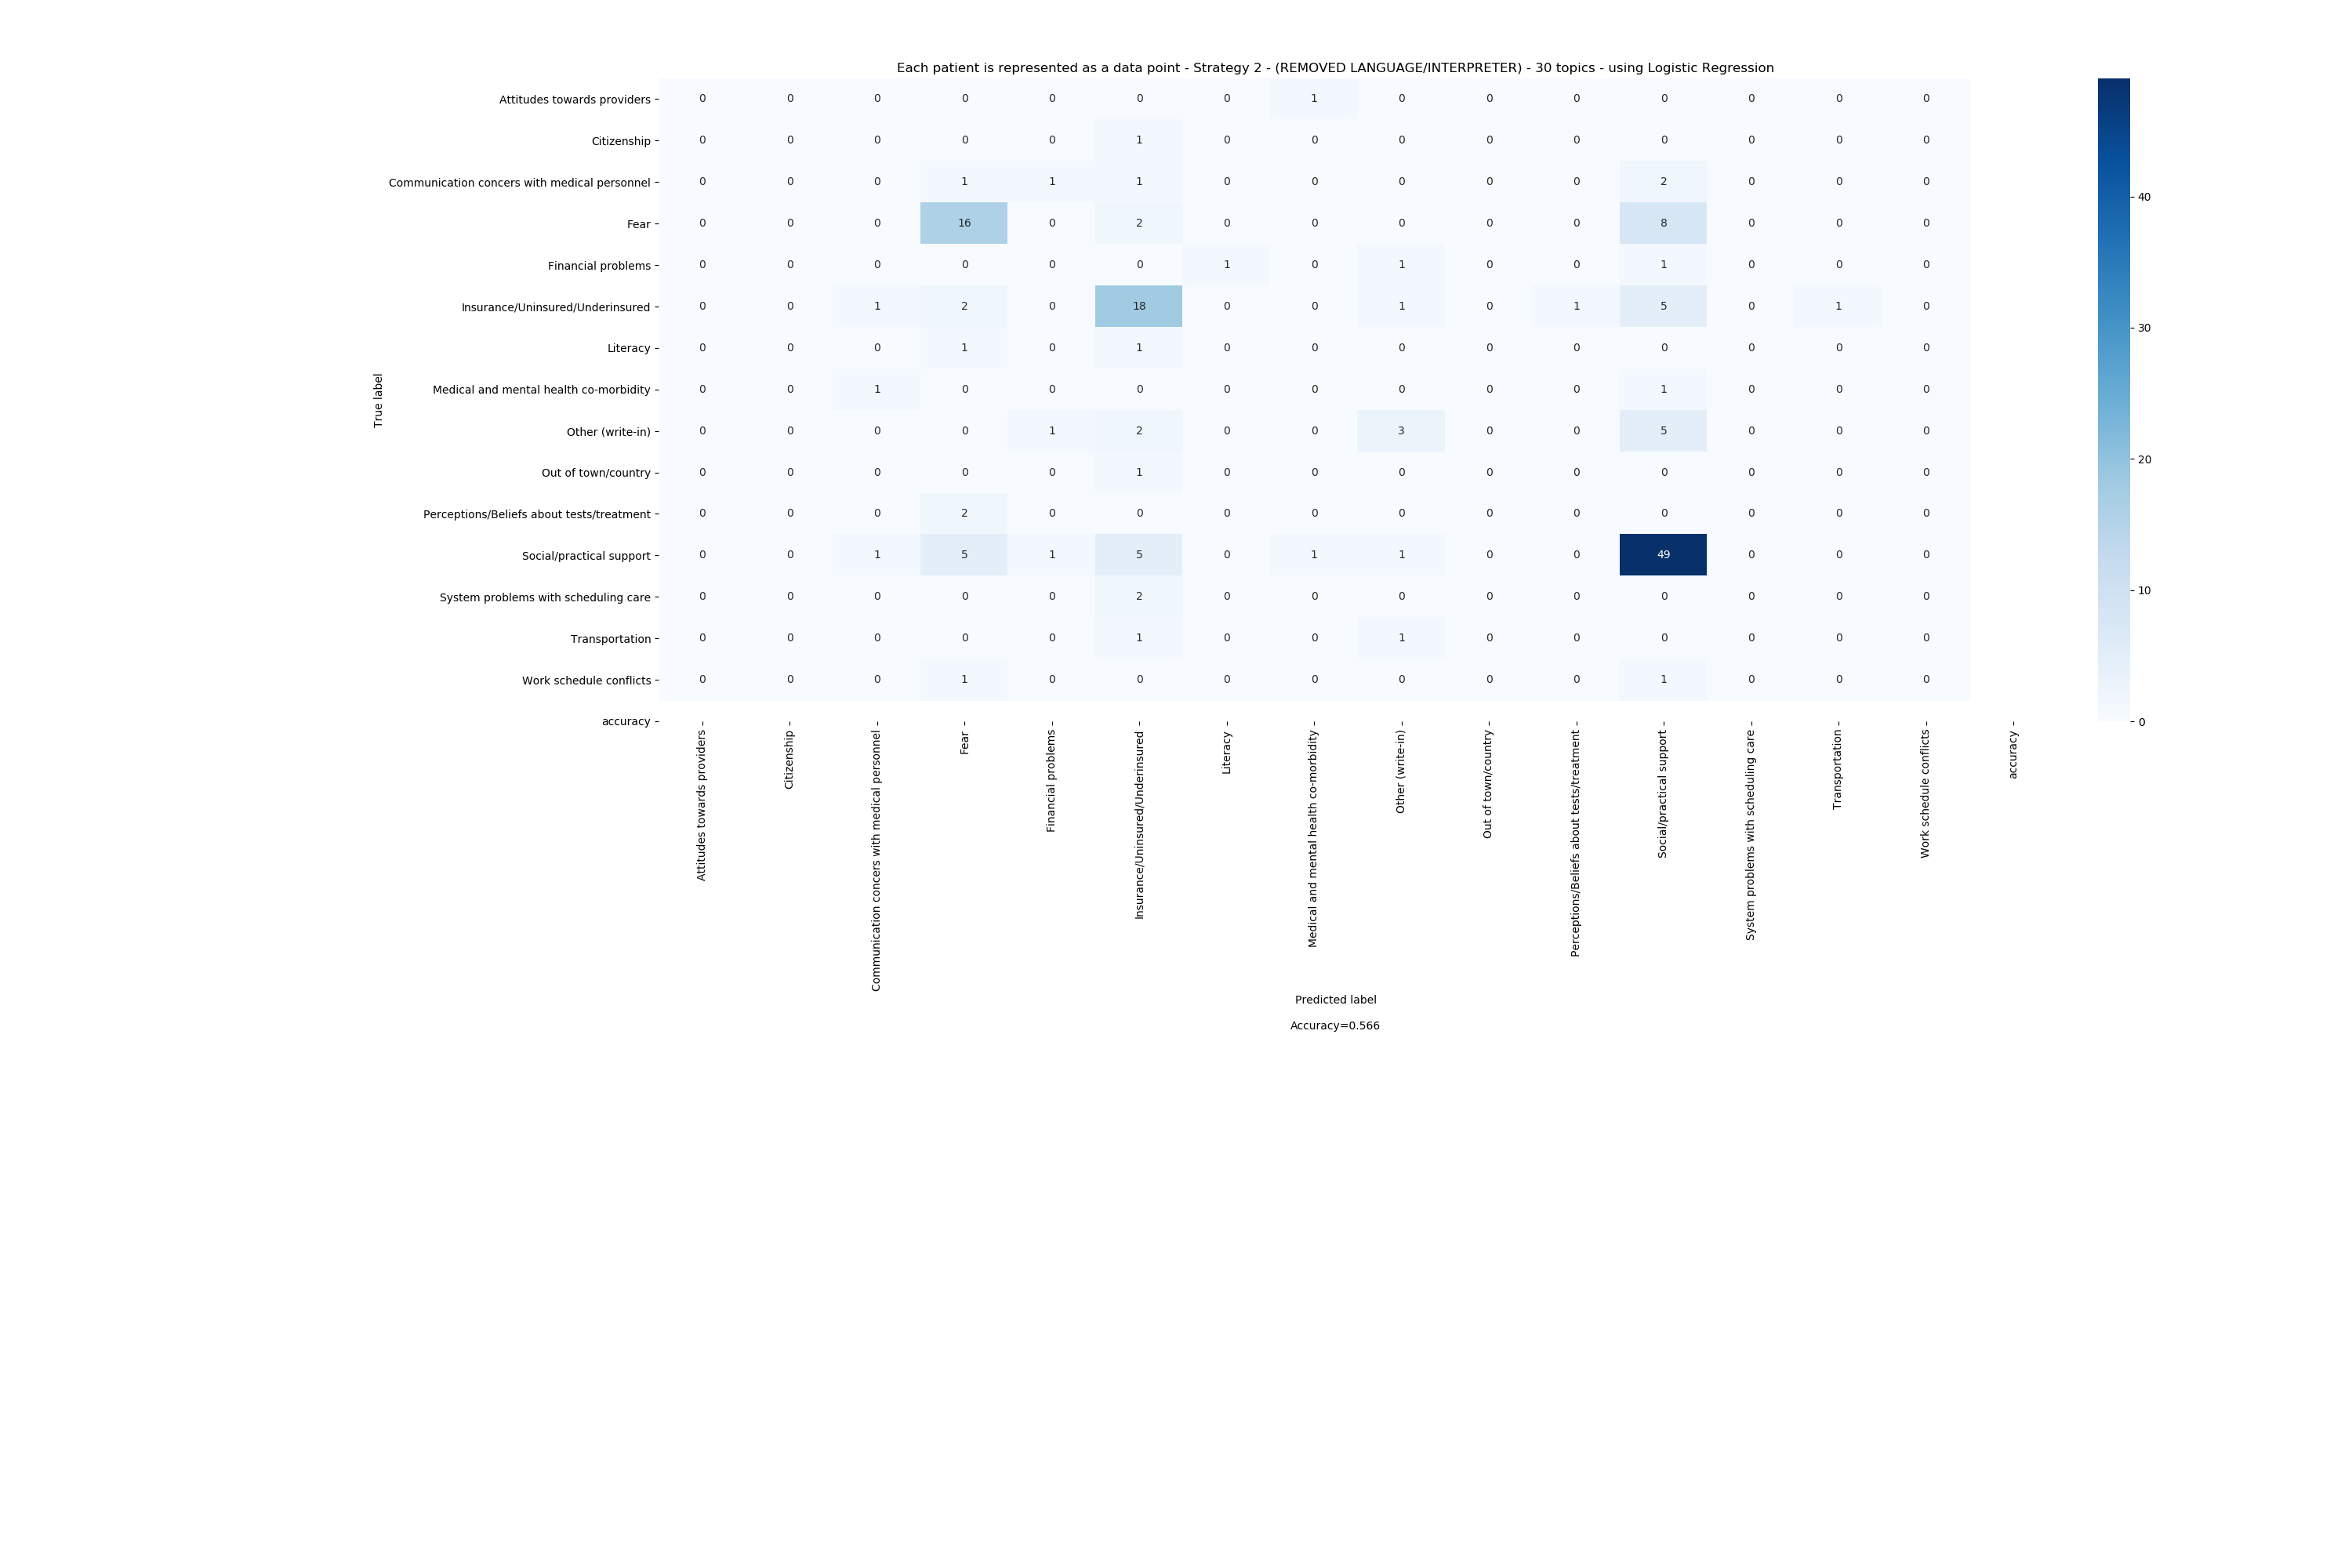 Each patient is represented as a data point - Strategy 2 - (REMOVED LANGUAGE/INTERPRETER) - 30 topics - using Logistic Regression
True label
Attitudes towards providers 0 0 0 0 0 0 0 1 0 0 0 0 0 0 0
Citizenship 0 0 0 0 0 1 0 0 0 0 0 0 0 0 0
Communication concers with medical personnel 0 0 0 1 1 1 0 0 0 0 0 2 0 0 0
Fear 0 0 0 16 0 2 0 0 0 0 0 8 0 0 0
Financial problems 0 0 0 0 0 0 1 0 1 0 0 1 0 0 0
Insurance/Uninsured/Underinsured 0 0 1 2 0 18 0 0 1 0 1 5 0 1 0
Literacy 0 0 0 1 0 1 0 0 0 0 0 0 0 0 0
Medical and mental health co-morbidity 0 0 1 0 0 0 0 0 0 0 0 1 0 0 0
Other (write-in) 0 0 0 0 1 2 0 0 3 0 0 5 0 0 0
Out of town/country 0 0 0 0 0 1 0 0 0 0 0 0 0 0 0
Perceptions/Beliefs about tests/treatment 0 0 0 2 0 0 0 0 0 0 0 0 0 0 0
Social/practical support 0 0 1 5 1 5 0 1 1 0 0 49 0 0 0
System problems with scheduling care 0 0 0 0 0 2 0 0 0 0 0 0 0 0 0
Transportation 0 0 0 0 0 1 0 0 1 0 0 0 0 0 0
Work schedule conflicts 0 0 0 1 0 0 0 0 0 0 0 1 0 0 0
accuracy
Attitudes towards providers
Citizenship
Communication concers with medical personnel
Fear
Financial problems
Insurance/Uninsured/Underinsured
Literacy
Medical and mental health co-morbidity
Other (write-in)
Out of town/country
Perceptions/Beliefs about tests/treatment
Social/practical support
System problems with scheduling care
Transportation
Work schedule conflicts
accuracy
Predicted label
Accuracy=0.566
40
30
20
10
0